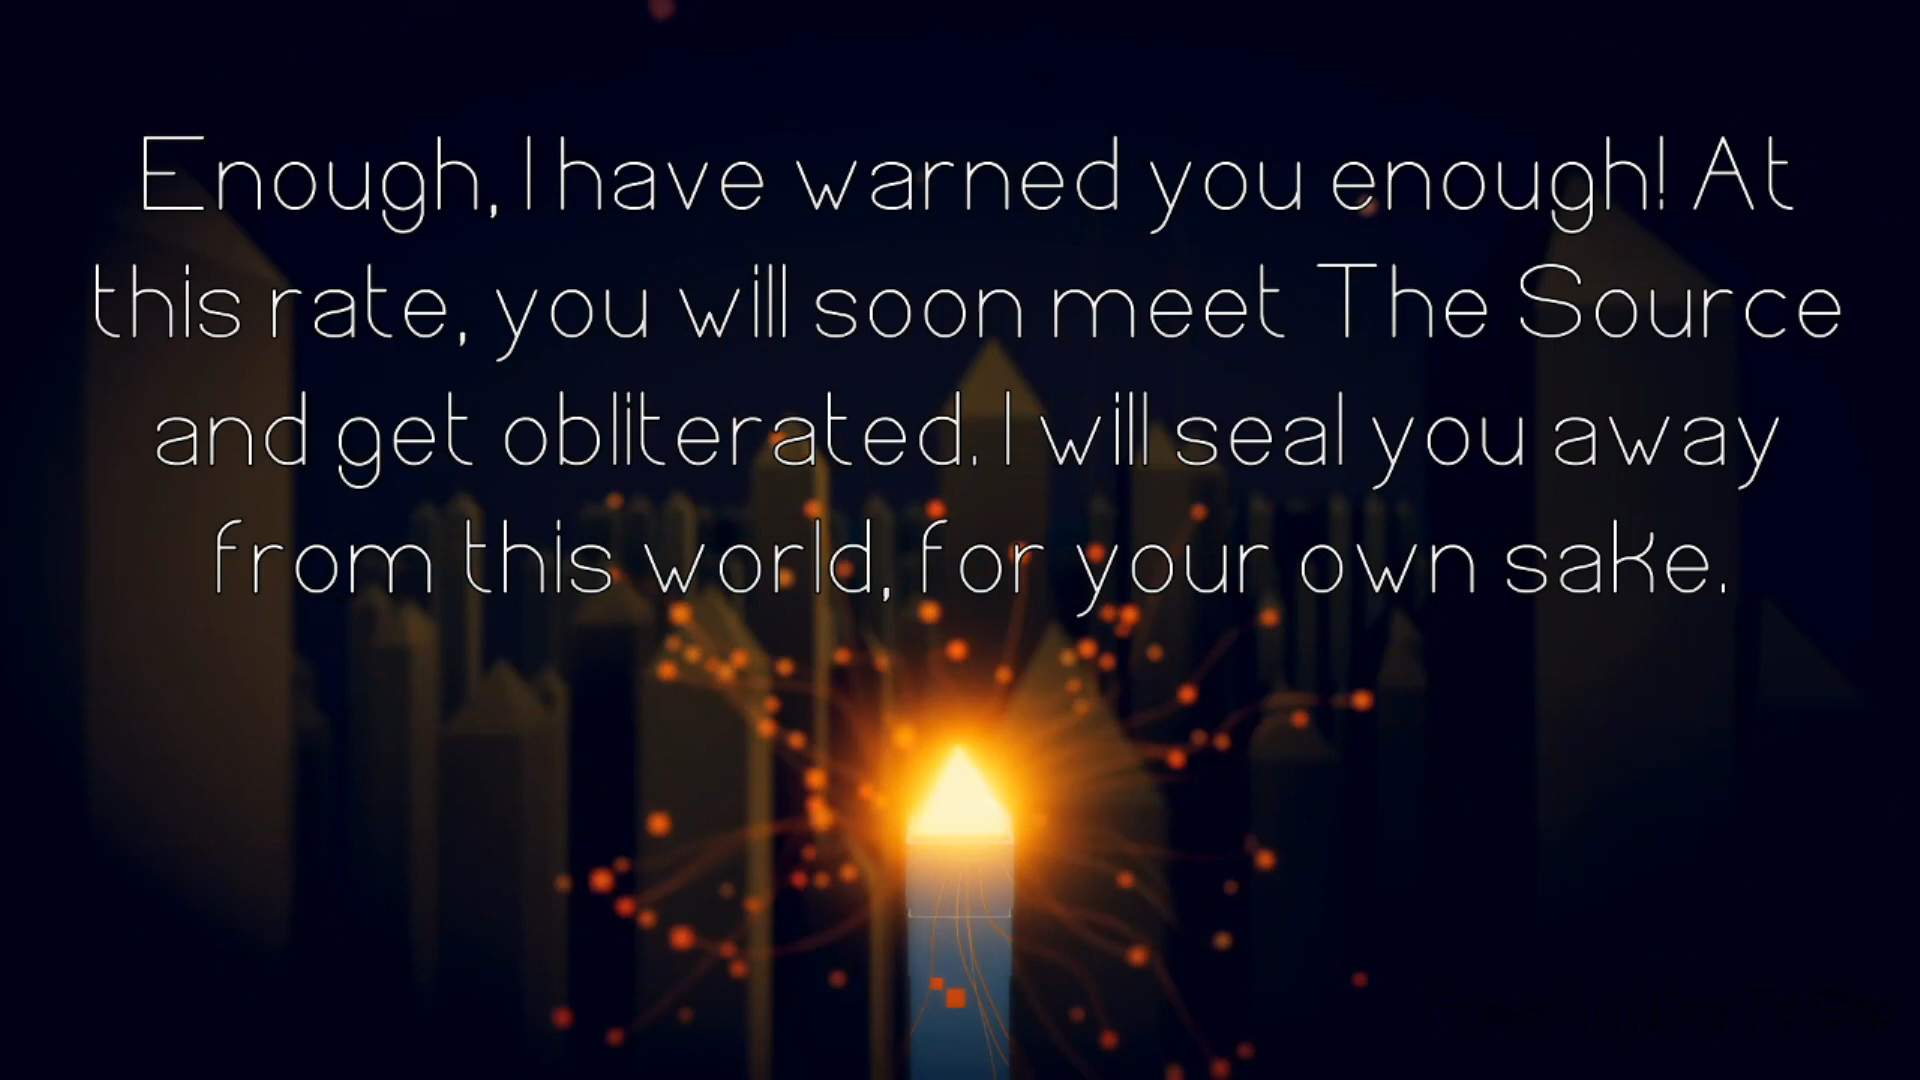 Enough, I have warned you enough! At
this rate, you will soon meet The Source
and get obliterated. I will seal you away
from this world, for your own sake.